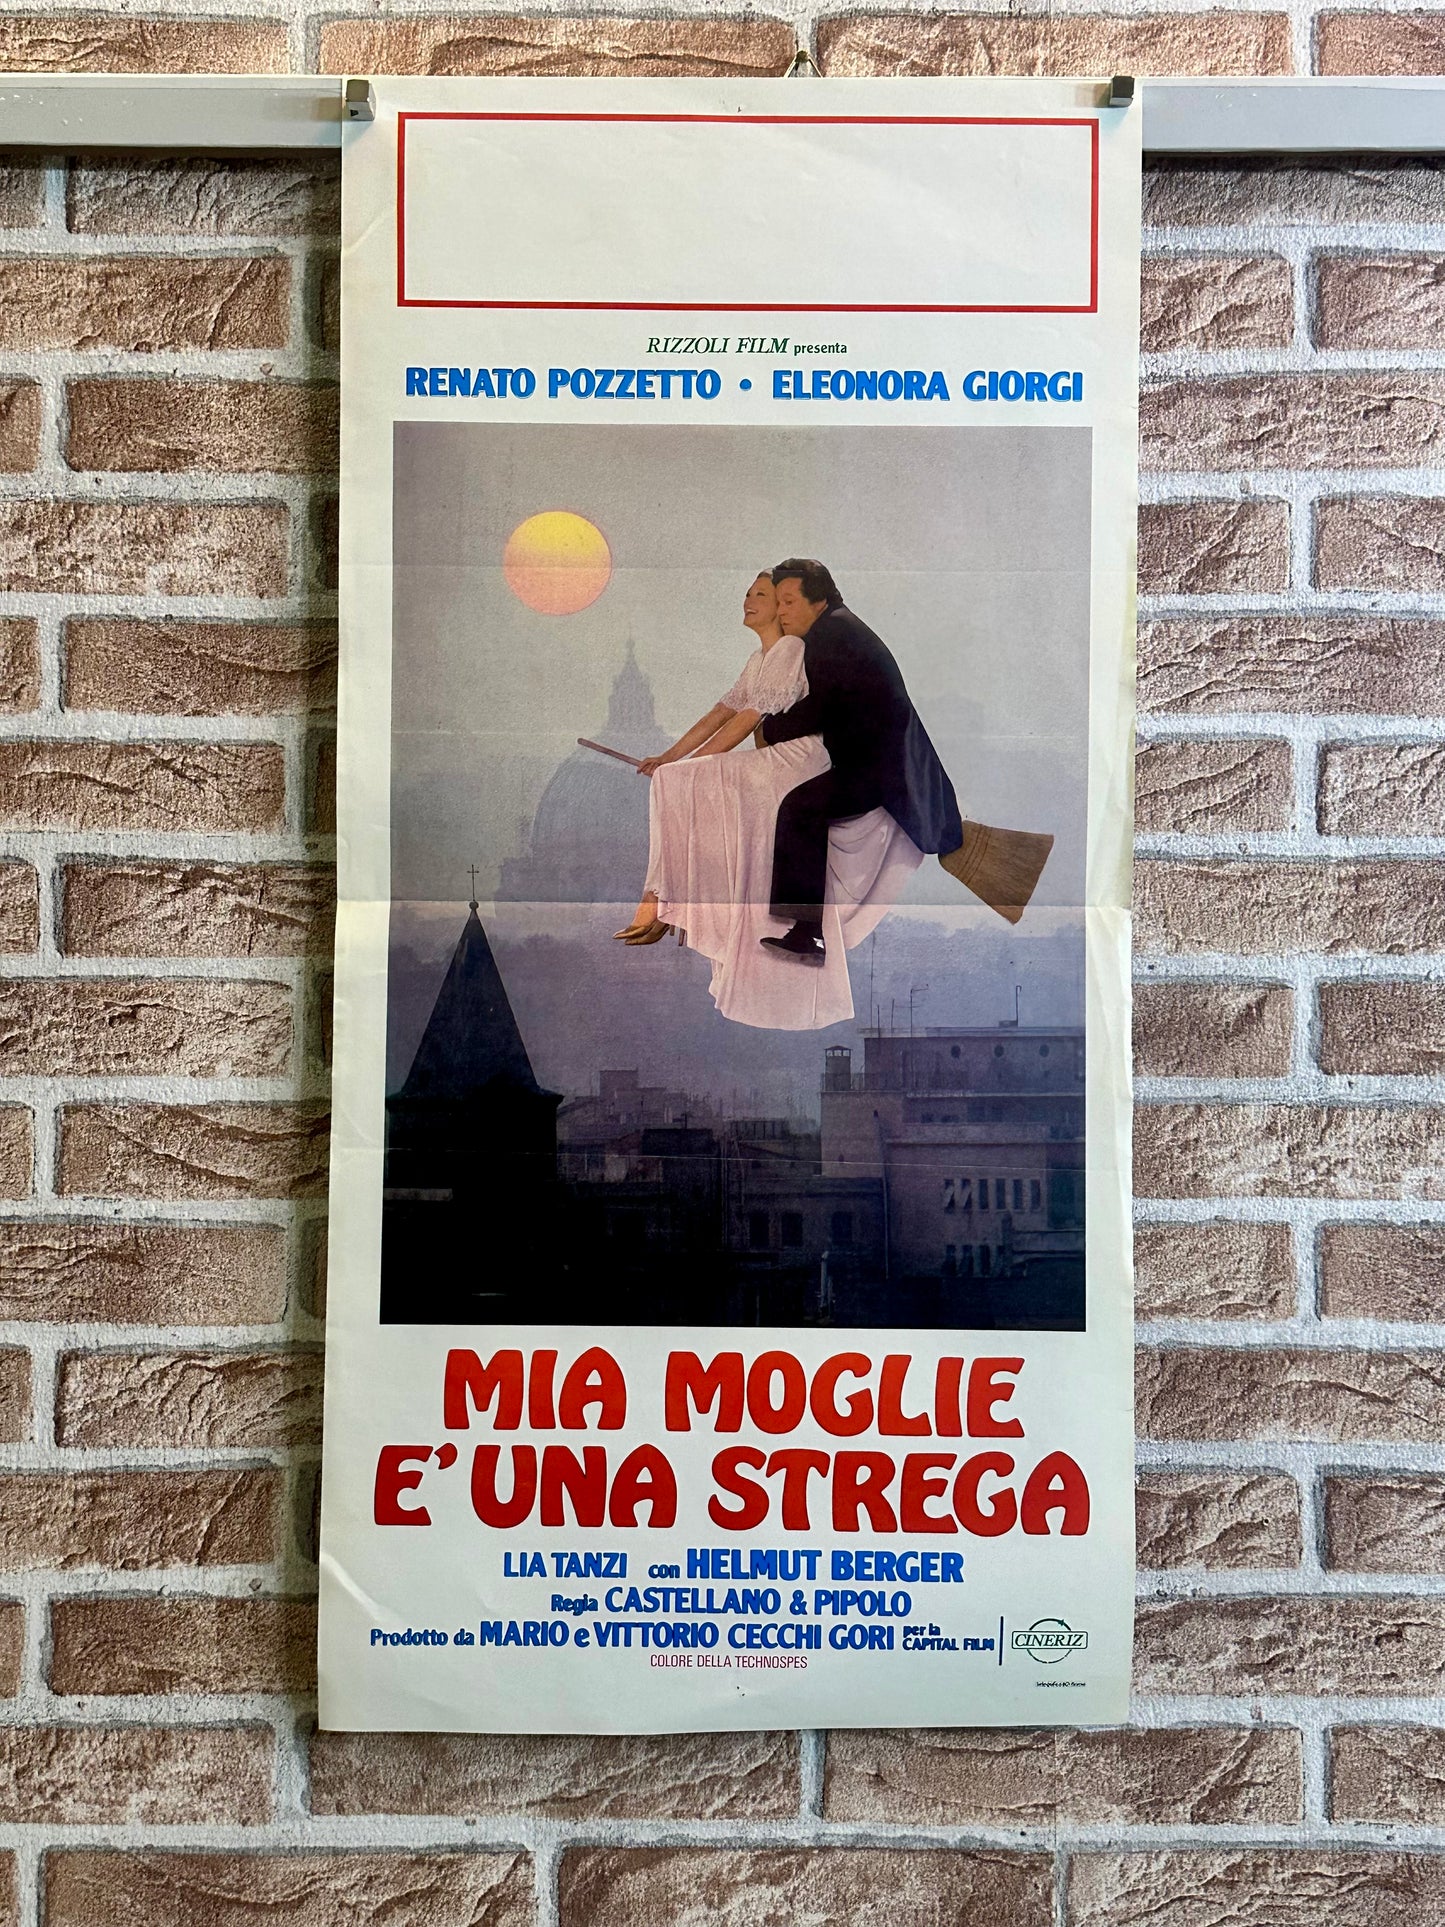 RIZZOLI FILM presenta
RENATO POZZETTO • ELEONORA GIORGI
MIA MOGLIE
E' UNA STREGA
LIA TANZI con HELMUT BERGER
Regia CASTELLANO & PIPOLO
Prodotto da MARIO e VITTORIO CECCHI GORI per la CAPITAL FILM
CINERIZ
COLORE DELLA TECHNOSPES